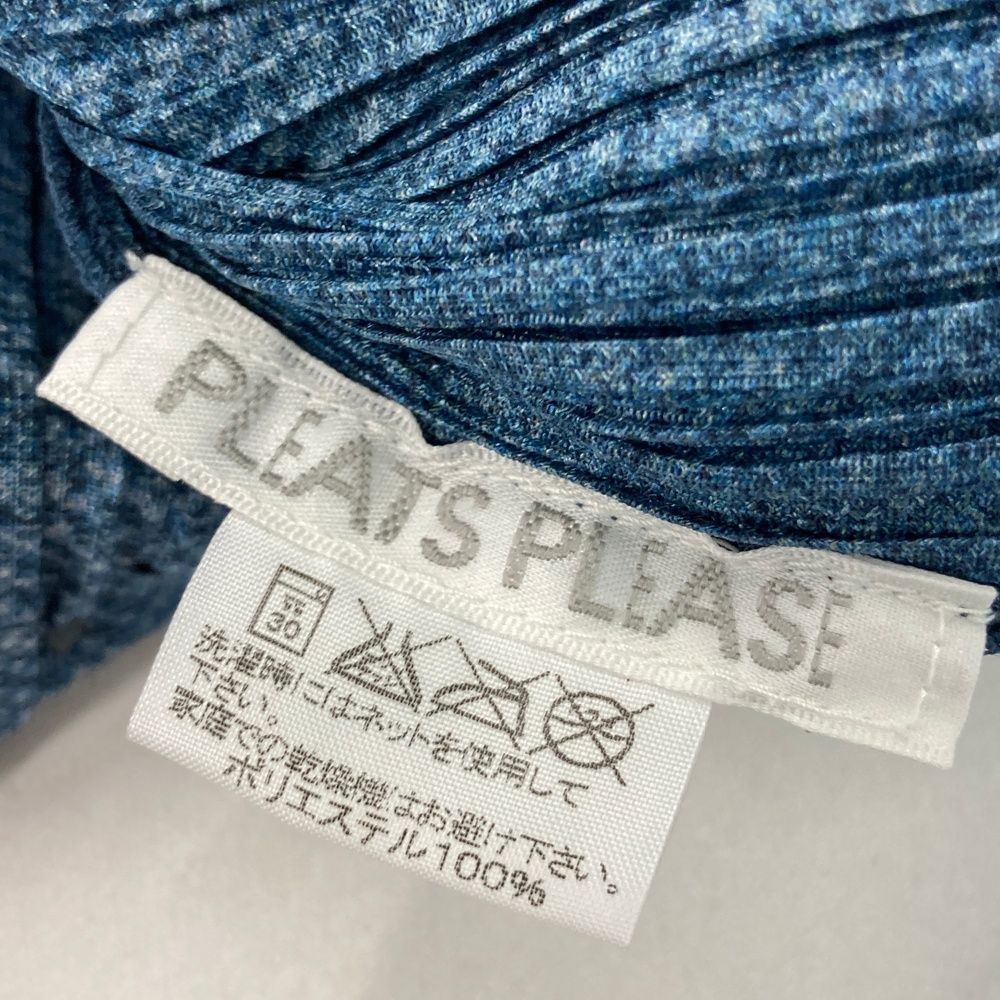 PLEATS PLEASE
弱
30
洗濯時にはネットを使用して
下さい。
家庭での乾燥機はお避け下さい。
ポリエステル100%